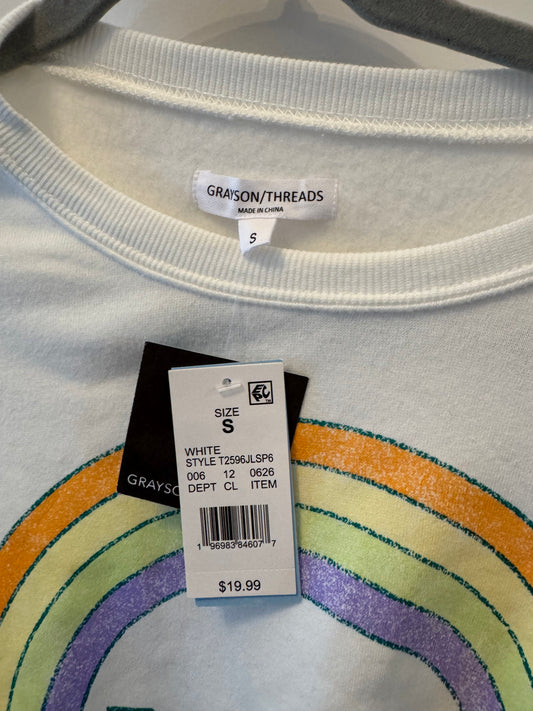 GRAYSON/THREADS
MADE IN CHINA
S
SIZE
S
WHITE
STYLE T2596JLSP6
006 12 0626
DEPT CL ITEM
1 96983 84607 7
$19.99